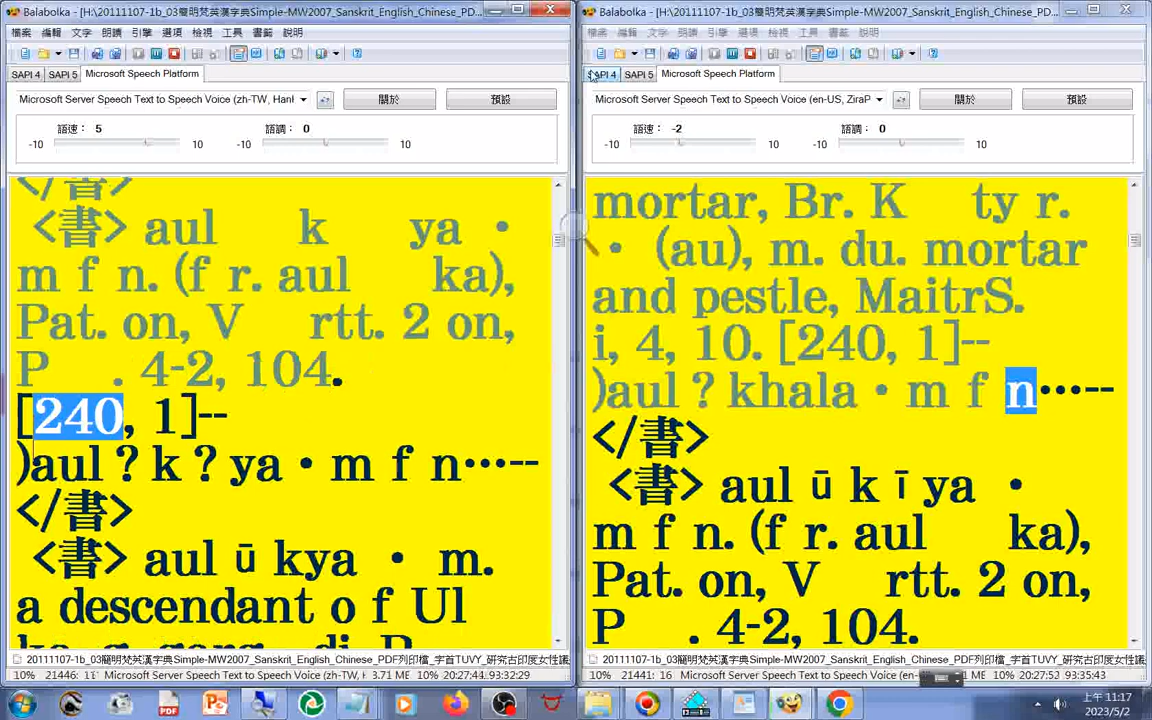 Balabolka - [H:\20111107-1b_03簡明梵英漢字典Simple-MW2007_Sanskrit_English_Chinese_PD...
檔案 編輯 文字 朗讀 引擎 選項 檢視 工具 書籤 說明
SAPI 4 SAPI 5 Microsoft Speech Platform
Microsoft Server Speech Text to Speech Voice (zh-TW, Hanl
關於 預設
語速： 5 語調： 0
-10 10 -10 10
</書>
<書> aul k ya •
m f n. (f r. aul ka),
Pat. on, V rtt. 2 on,
P . 4-2, 104.
[240, 1]--
)aul ? k ? ya • m f n…--
</書>
<書> aul ū kya • m.
a descendant o f Ul
20111107-1b_03簡明梵英漢字典Simple-MW2007_Sanskrit_English_Chinese_PDF列印檔_字首TUVY_研究古印度女性議
10% 21446: 1 Microsoft Server Speech Text to Speech Voice (zh-TW, H 3.71 ME 10% 20:27:44 93:32:29
Balabolka - [H:\20111107-1b_03簡明梵英漢字典Simple-MW2007_Sanskrit_English_Chinese_PDF...
檔案 編輯 文字 朗讀 引擎 選項 檢視 工具 書籤 說明
SAPI 4 SAPI 5 Microsoft Speech Platform
Microsoft Server Speech Text to Speech Voice (en-US, ZiraP
關於 預設
語速： -2 語調： 0
-10 10 -10 10
mortar, Br. K ty r.
• (au), m. du. mortar
and pestle, MaitrS.
i, 4, 10. [240, 1]--
)aul ? khala • m f n…--
</書>
<書> aul ū k ī ya •
m f n. (f r. aul ka),
Pat. on, V rtt. 2 on,
P . 4-2, 104.
20111107-1b_03簡明梵英漢字典Simple-MW2007_Sanskrit_English_Chinese_PDF列印檔_字首TUVY_研究古印度女性議
10% 21441: 16 Microsoft Server Speech Text to Speech Voice 10% 20:27:52 93:35:43
上午 11:17
2023/5/2